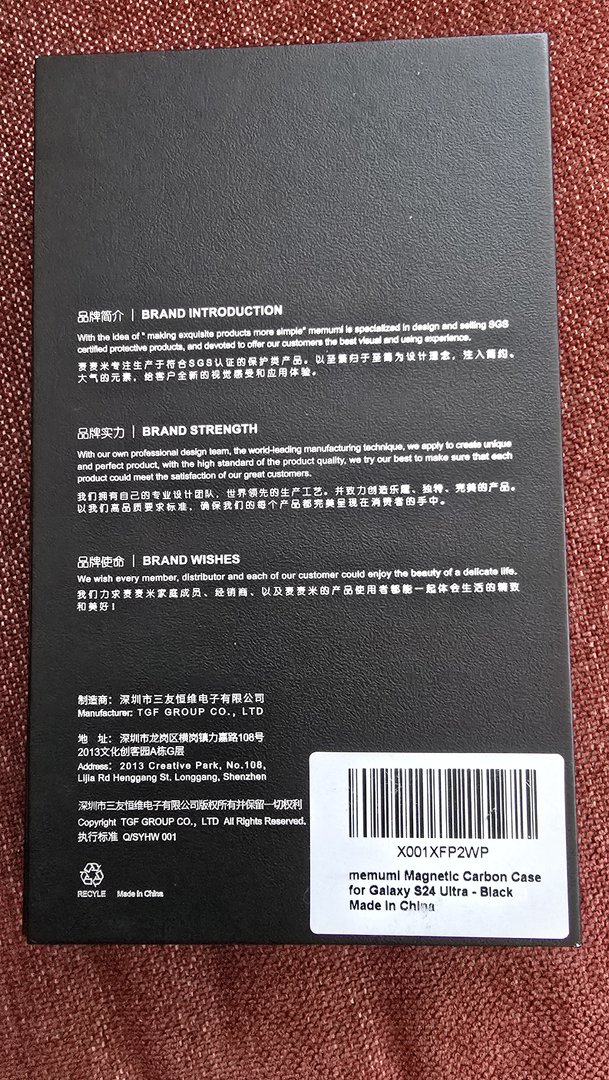 品牌简介 | BRAND INTRODUCTION
With the idea of " making exquisite products more simple" memumi is specialized in design and selling SGS
certified protective products, and devoted to offer our customers the best visual and using experience.
麦麦米专注生产于符合SGS认证的保护类产品。以至繁归于至简为设计理念，注入简约、
大气的元素，给客户全新的视觉感受和应用体验。
品牌实力 | BRAND STRENGTH
With our own professional design team, the world-leading manufacturing technique, we apply to create unique
and perfect product, with the high standard of the product quality, we try our best to make sure that each
product could meet the satisfaction of our great customers.
我们拥有自己的专业设计团队，世界领先的生产工艺。并致力创造乐趣、独特、完美的产品。
以我们高品质要求标准，确保我们的每个产品都完美呈现在消费者的手中。
品牌使命 | BRAND WISHES
We wish every member, distributor and each of our customer could enjoy the beauty of a delicate life.
我们力求麦麦米家庭成员、经销商、以及麦麦米的产品使用者都能一起体会生活的精致
和美好！
制造商：深圳市三友恒维电子有限公司
Manufacturer: TGF GROUP CO., LTD
地 址：深圳市龙岗区横岗镇力嘉路108号
2013文化创客园A栋G层
Address: 2013 Creative Park, No.108,
Lijia Rd Henggang St. Longgang, Shenzhen
深圳市三友恒维电子有限公司版权所有并保留一切权利
Copyright TGF GROUP CO., LTD All Rights Reserved.
执行标准 Q/SYHW 001
RECYLE Made in China
X001XFP2WP
memumi Magnetic Carbon Case
for Galaxy S24 Ultra - Black
Made in China